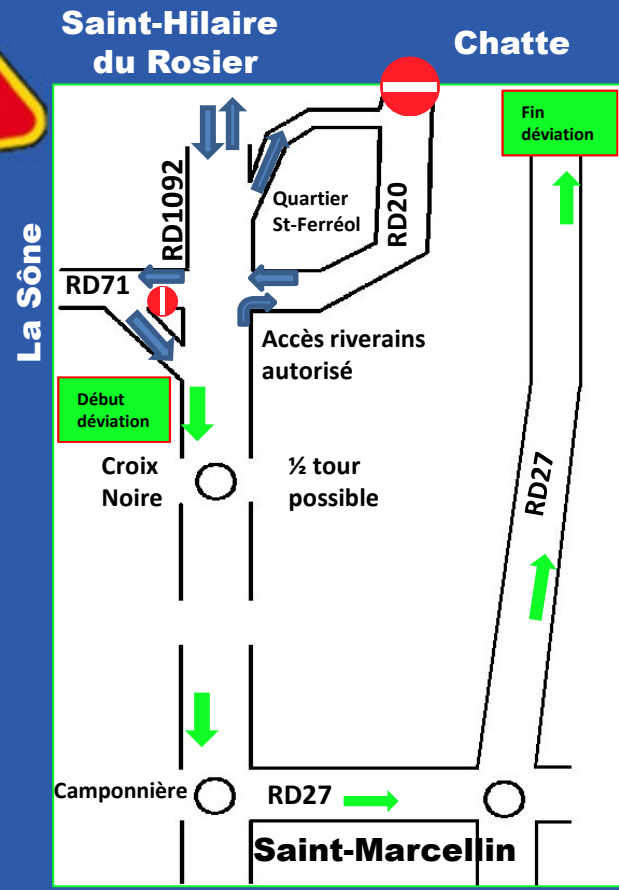 Saint-Hilaire
du Rosier
Chatte
Fin
déviation
RD1092
Quartier
St-Ferréol
RD20
La Sône
RD71
Accès riverains
autorisé
Début
déviation
Croix
Noire
½ tour
possible
RD27
Camponnière
RD27
Saint-Marcellin